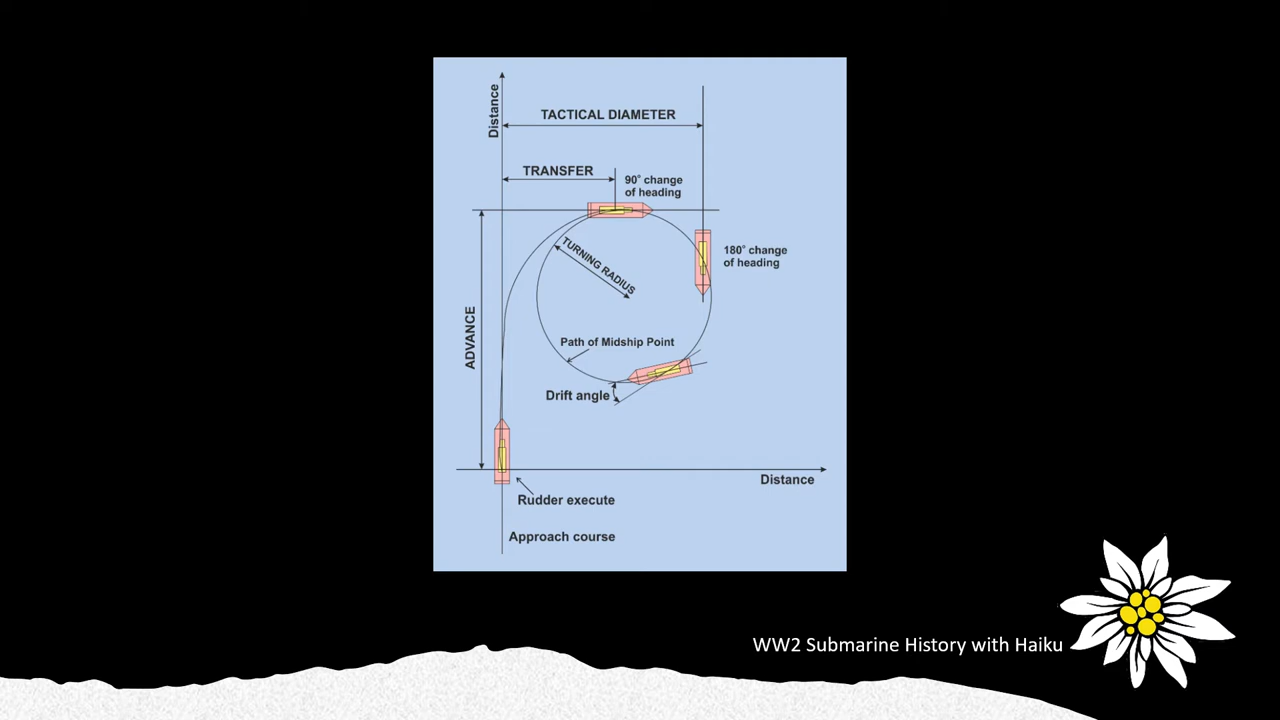 Distance
TACTICAL DIAMETER
TRANSFER
90° change
of heading
180° change
of heading
TURNING RADIUS
ADVANCE
Path of Midship Point
Drift angle
Distance
Rudder execute
Approach course
WW2 Submarine History with Haiku